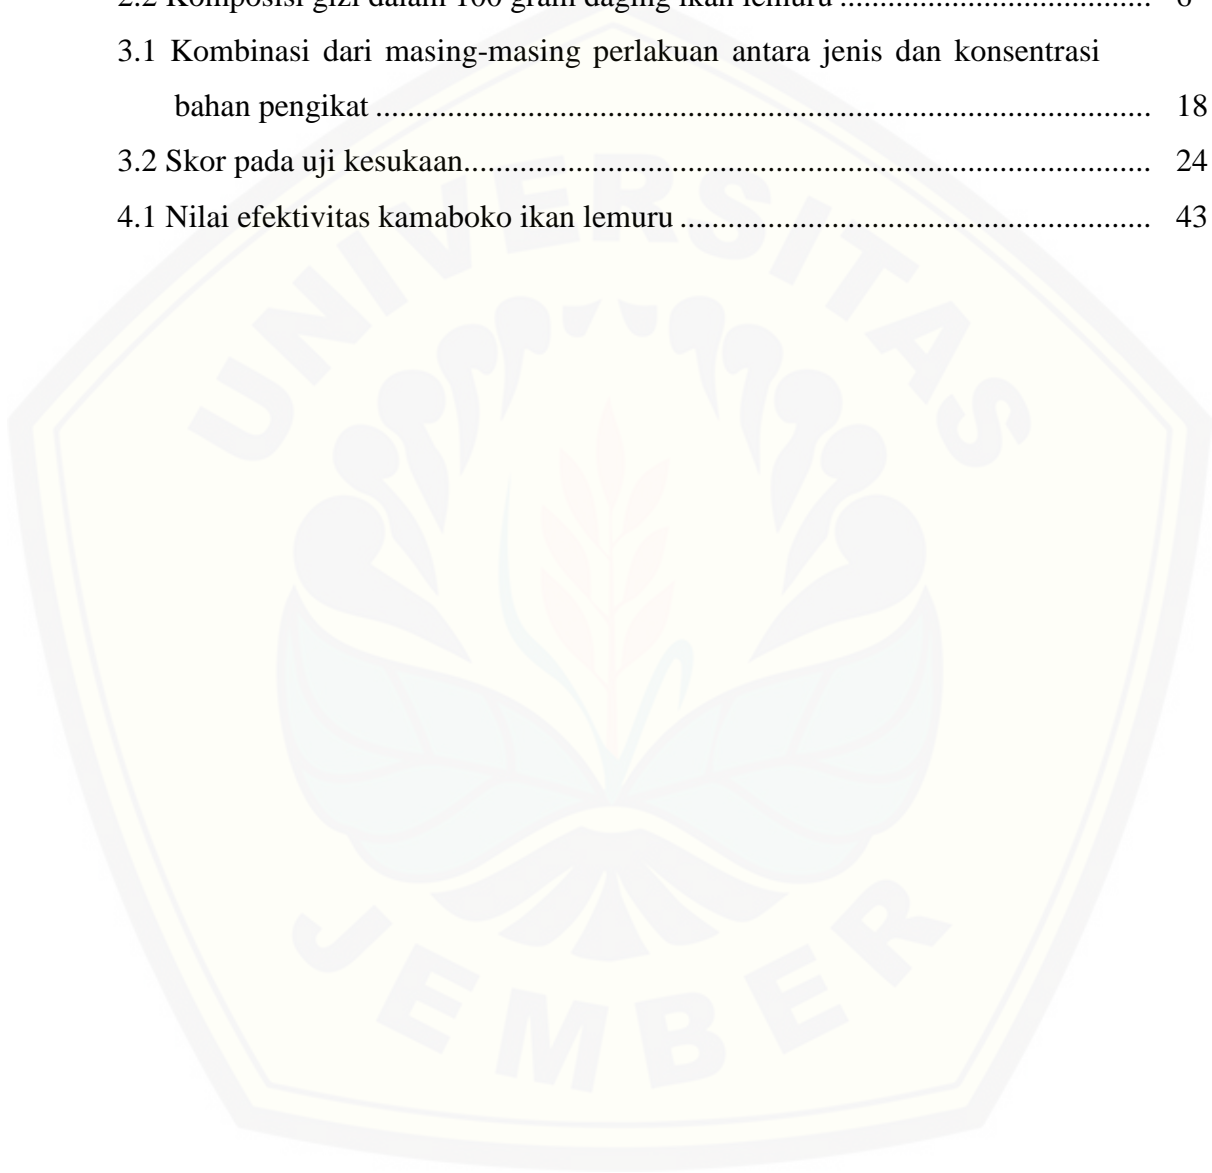 2.2 Komposisi gizi dalam 100 gram daging ikan lemuru ................................... 6
3.1 Kombinasi dari masing-masing perlakuan antara jenis dan konsentrasi
bahan pengikat ......................................................................................... 18
3.2 Skor pada uji kesukaan............................................................................... 24
4.1 Nilai efektivitas kamaboko ikan lemuru ...................................................... 43
UNIVERSITAS
JEMBER